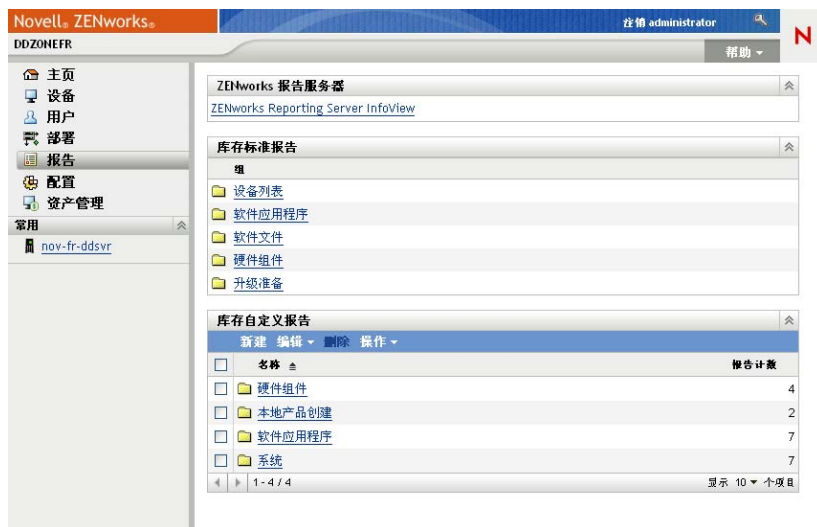 Novell® ZENworks®
注销 administrator
N
DDZONEFR
帮助
主页
设备
用户
部署
报告
配置
资产管理
常用
nov-fr-ddsvr
ZENworks 报告服务器
ZENworks Reporting Server InfoView
库存标准报告
组
设备列表
软件应用程序
软件文件
硬件组件
升级准备
库存自定义报告
新建 编辑 删除 操作
名称 报告计数
硬件组件 4
本地产品创建 2
软件应用程序 7
系统 7
1 - 4 / 4 显示 10 个项目